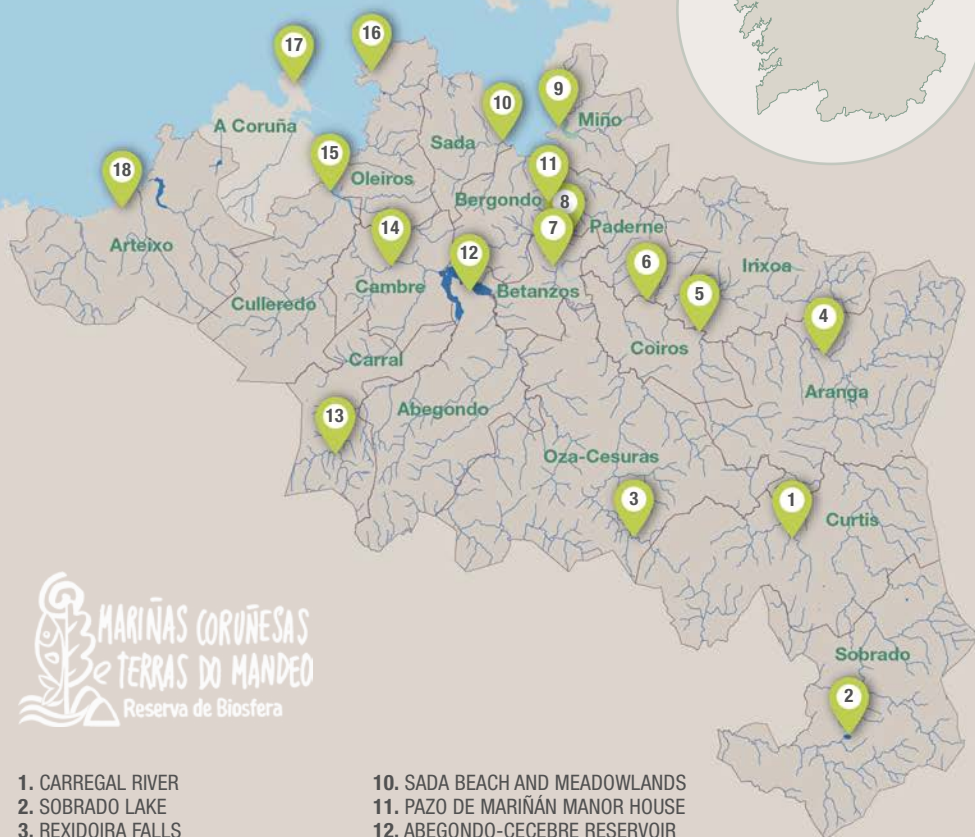 17
16
9
10
A Coruña
Miño
Sada
11
15
18
Oleiros
Bergondo
8
14
7
Paderne
12
6
Irixoa
Arteixo
Cambre
Betanzos
5
Culleredo
4
Coiros
Carral
Aranga
13
Abegondo
Oza-Cesuras
3
1
Curtis
MARIÑAS CORUÑESAS
e TERRAS DO MANDEO
Reserva de Biosfera
Sobrado
2
1. CARREGAL RIVER
2. SOBRADO LAKE
3. REXIDOIRA FALLS
10. SADA BEACH AND MEADOWLANDS
11. PAZO DE MARIÑÁN MANOR HOUSE
12. ABEGONDO-CECEBRE RESERVOIR